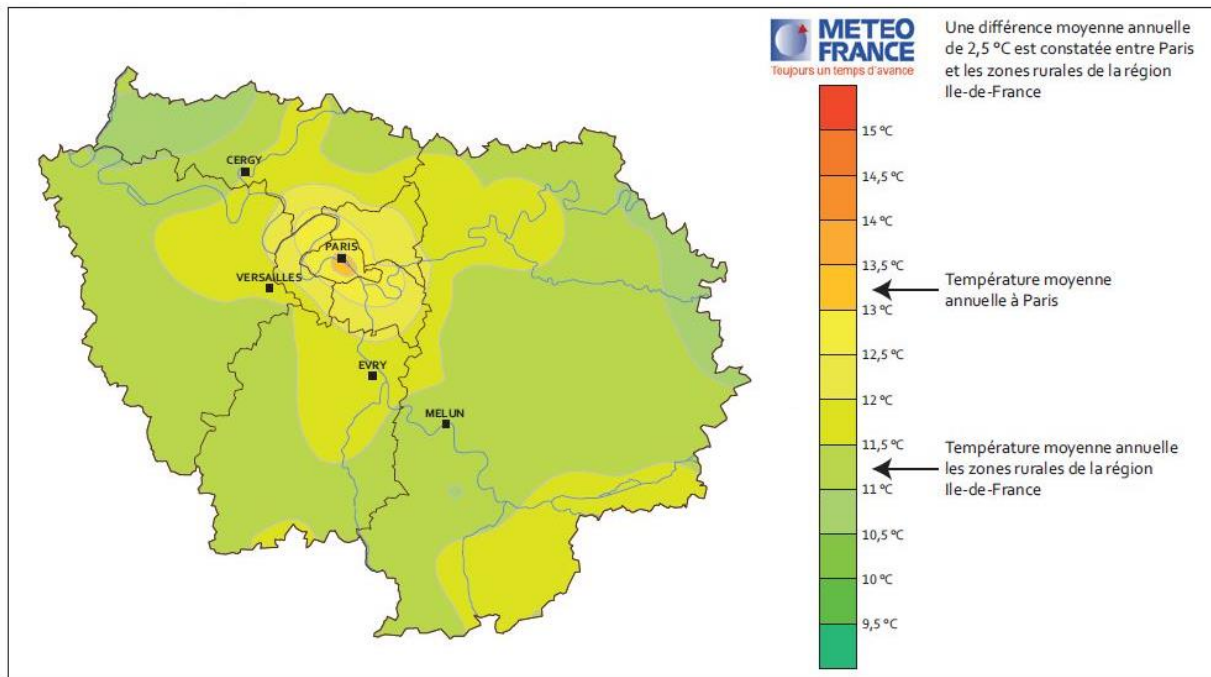 METEO
FRANCE
Toujours un temps d'avance
Une différence moyenne annuelle
de 2,5 °C est constatée entre Paris
et les zones rurales de la région
Ile-de-France
15 °C
14,5 °C
14 °C
13,5 °C
13 °C
12,5 °C
12 °C
11,5 °C
11 °C
10,5 °C
10 °C
9,5 °C
Température moyenne
annuelle à Paris
Température moyenne annuelle
les zones rurales de la région
Ile-de-France
CERGY
PARIS
VERSAILLES
EVRY
MELUN